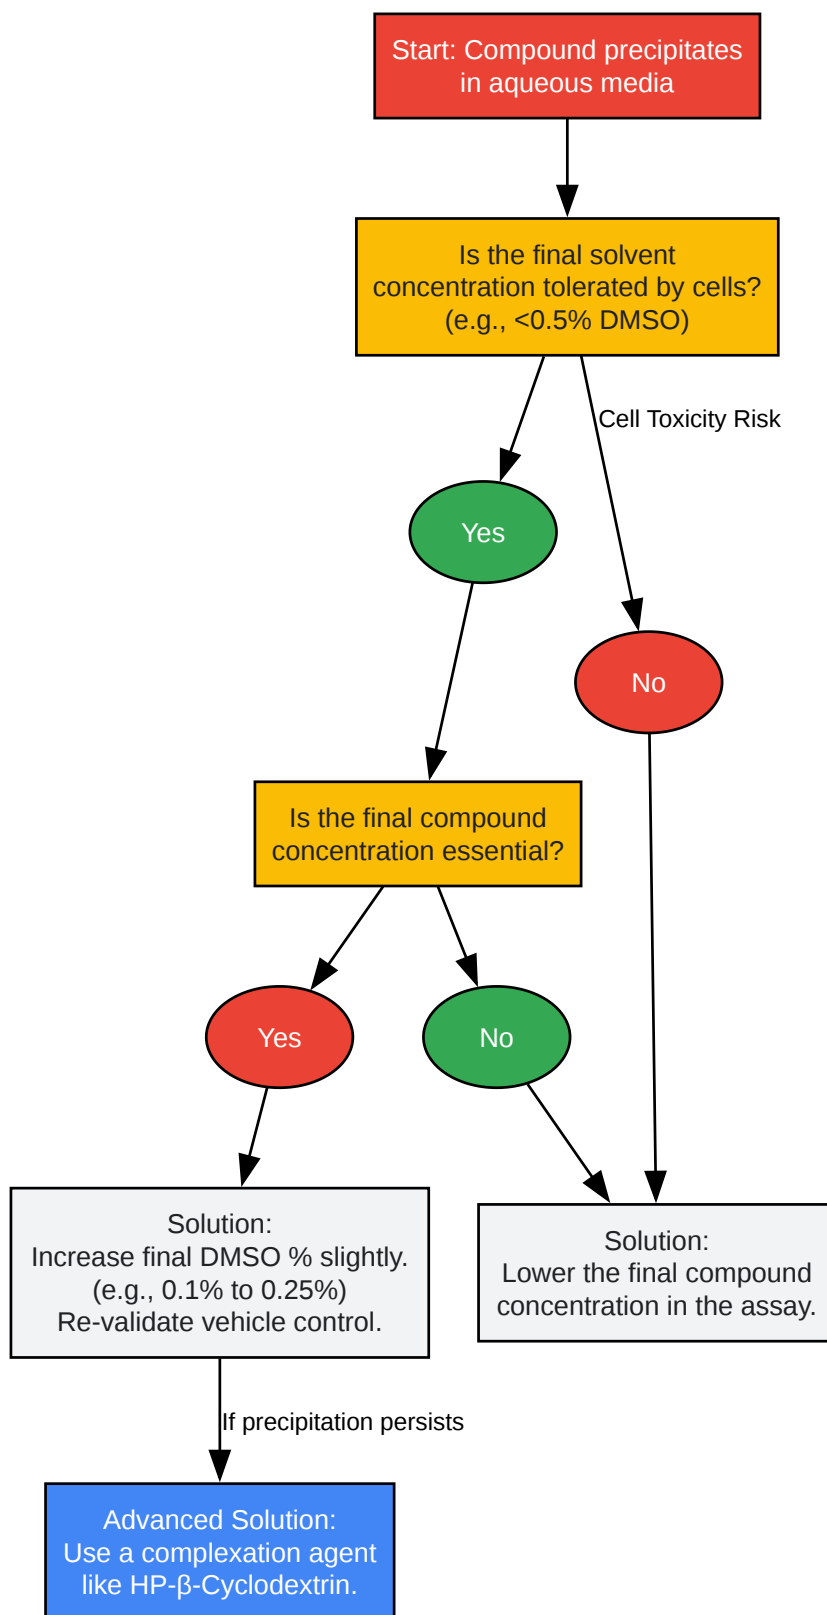 Start: Compound precipitates
in aqueous media
Is the final solvent
concentration tolerated by cells?
(e.g., <0.5% DMSO)
Cell Toxicity Risk
Yes
No
Is the final compound
concentration essential?
Yes
No
Solution:
Increase final DMSO % slightly.
(e.g., 0.1% to 0.25%)
Re-validate vehicle control.
Solution:
Lower the final compound
concentration in the assay.
If precipitation persists
Advanced Solution:
Use a complexation agent
like HP-β-Cyclodextrin.